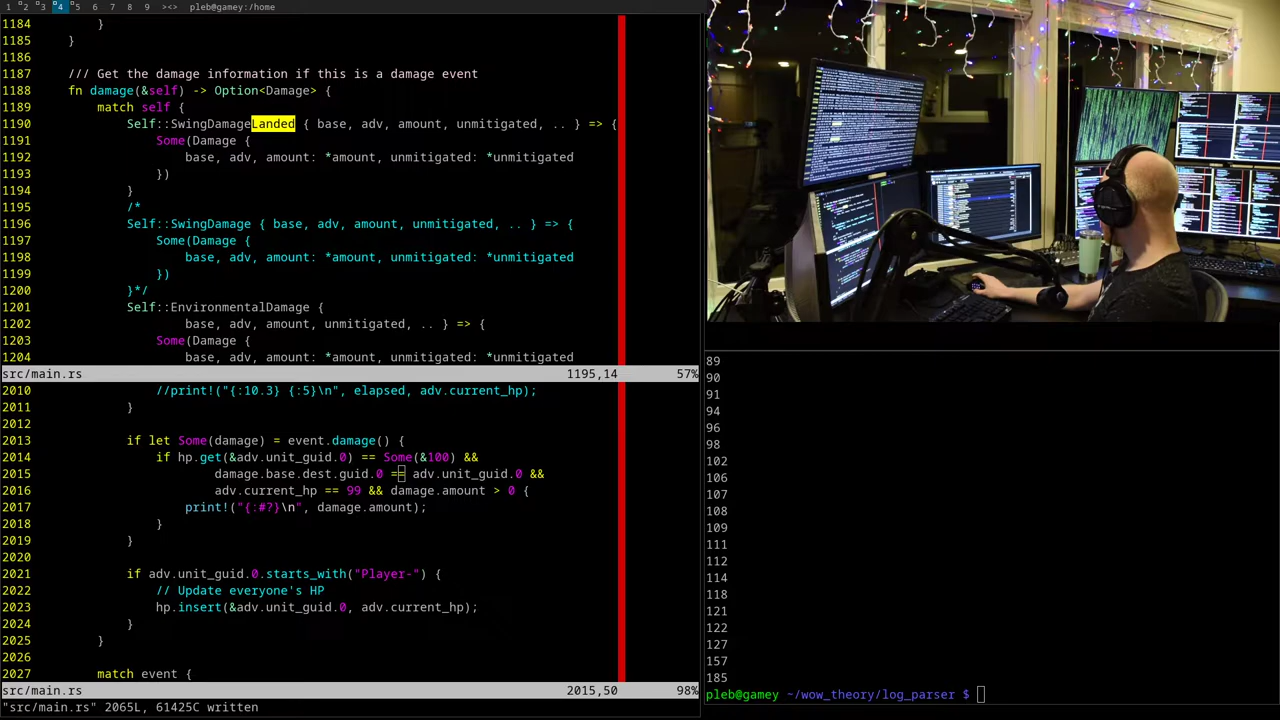 1 2 3 4 5 6 7 8 9 ><> pleb@gamey:/home
1184         }
1185     }
1186
1187     /// Get the damage information if this is a damage event
1188     fn damage(&self) -> Option<Damage> {
1189         match self {
1190             Self::SwingDamageLanded { base, adv, amount, unmitigated, .. } => {
1191                 Some(Damage {
1192                     base, adv, amount: *amount, unmitigated: *unmitigated
1193                 })
1194             }
1195             /*
1196             Self::SwingDamage { base, adv, amount, unmitigated, .. } => {
1197                 Some(Damage {
1198                     base, adv, amount: *amount, unmitigated: *unmitigated
1199                 })
1200             }*/
1201             Self::EnvironmentalDamage {
1202                     base, adv, amount, unmitigated, .. } => {
1203                 Some(Damage {
1204                     base, adv, amount: *amount, unmitigated: *unmitigated
src/main.rs 1195,14 57%
2010                 //print!("{:10.3} {:5}\n", elapsed, adv.current_hp);
2011             }
2012
2013             if let Some(damage) = event.damage() {
2014                 if hp.get(&adv.unit_guid.0) == Some(&100) &&
2015                         damage.base.dest.guid.0 == adv.unit_guid.0 &&
2016                         adv.current_hp == 99 && damage.amount > 0 {
2017                     print!("{:#?}\n", damage.amount);
2018                 }
2019             }
2020
2021             if adv.unit_guid.0.starts_with("Player-") {
2022                 // Update everyone's HP
2023                 hp.insert(&adv.unit_guid.0, adv.current_hp);
2024             }
2025         }
2026
2027         match event {
src/main.rs 2015,50 98%
"src/main.rs" 2065L, 61425C written
89
90
91
94
96
98
102
106
107
108
109
111
112
114
118
121
122
127
157
185
pleb@gamey ~/wow_theory/log_parser $